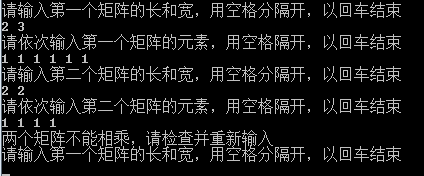 请输入第一个矩阵的长和宽，用空格分隔开，以回车结束
2 3
请依次输入第一个矩阵的元素，用空格分隔开，以回车结束
1 1 1 1 1 1
请输入第二个矩阵的长和宽，用空格分隔开，以回车结束
2 2
请依次输入第二个矩阵的元素，用空格分隔开，以回车结束
1 1 1 1
两个矩阵不能相乘，请检查并重新输入
请输入第一个矩阵的长和宽，用空格分隔开，以回车结束